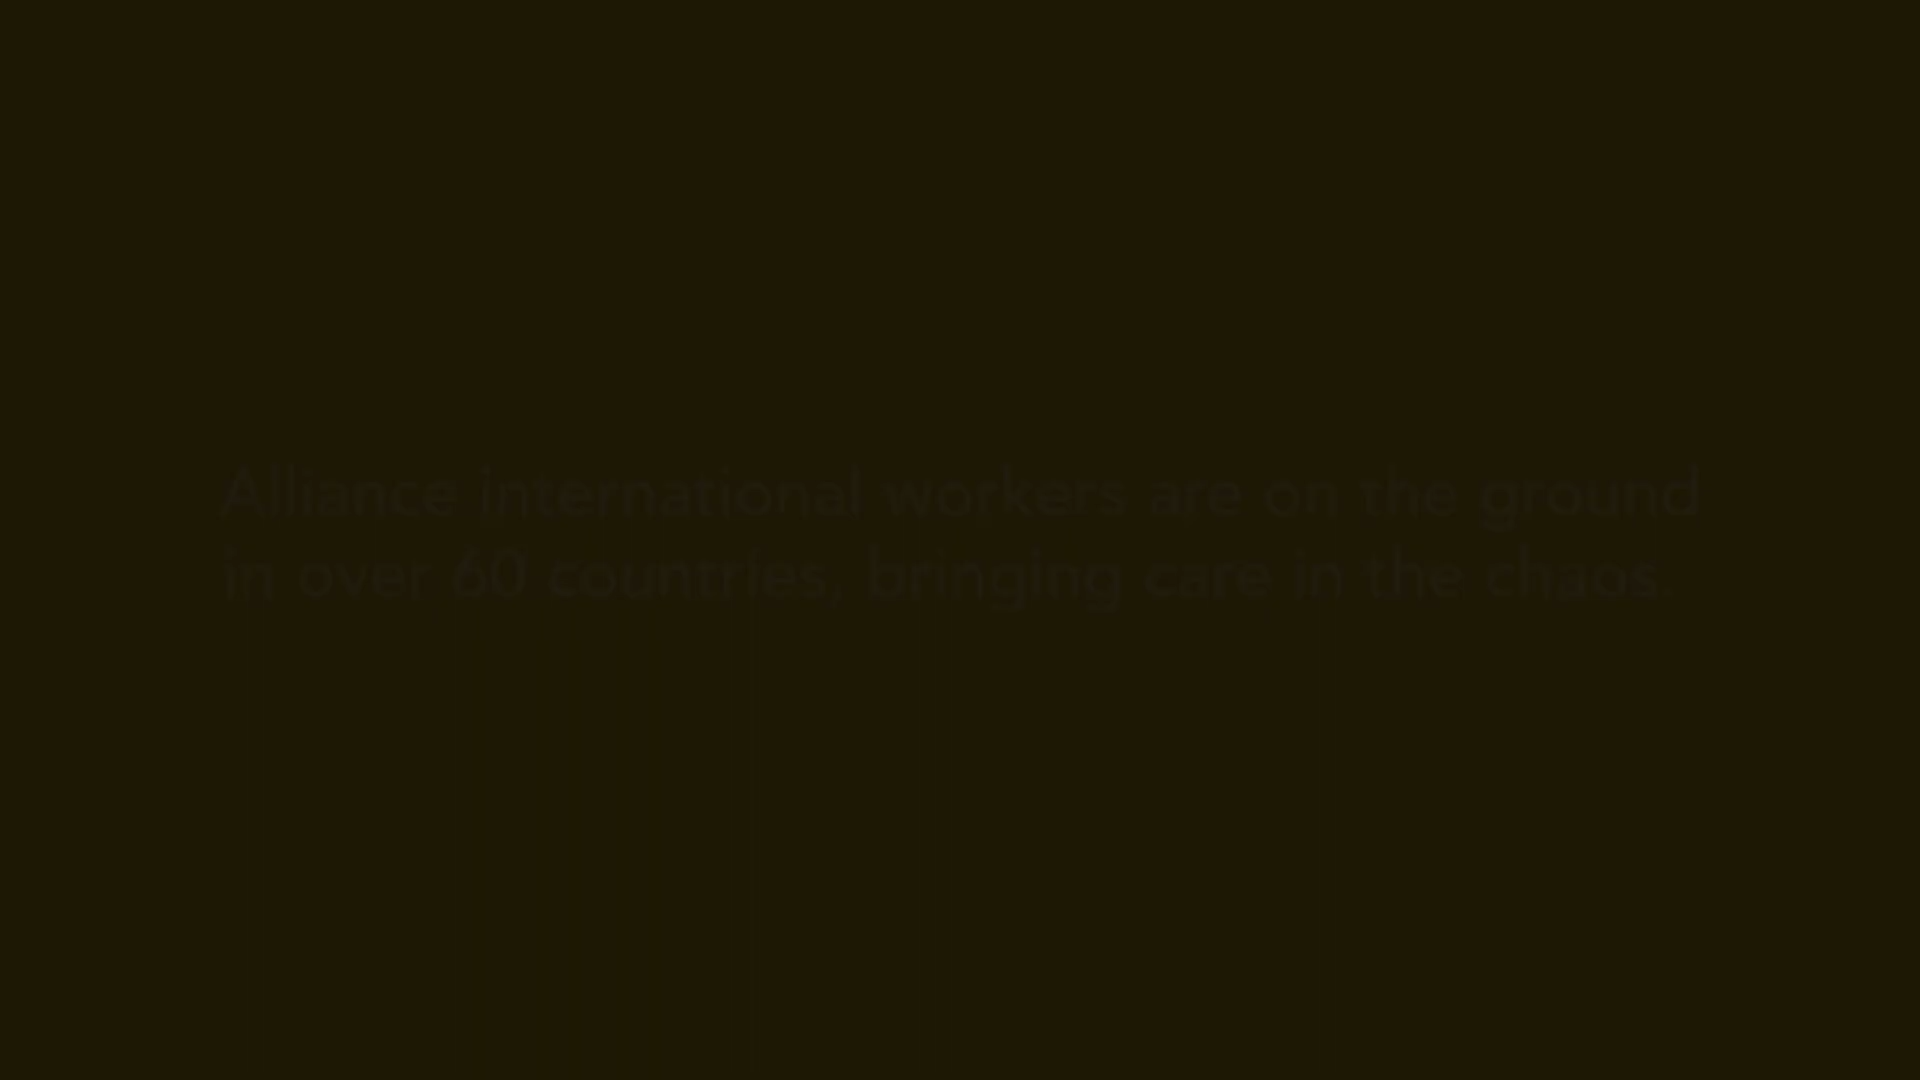 Alliance international workers are on the ground
in over 60 countries, bringing care in the chaos.